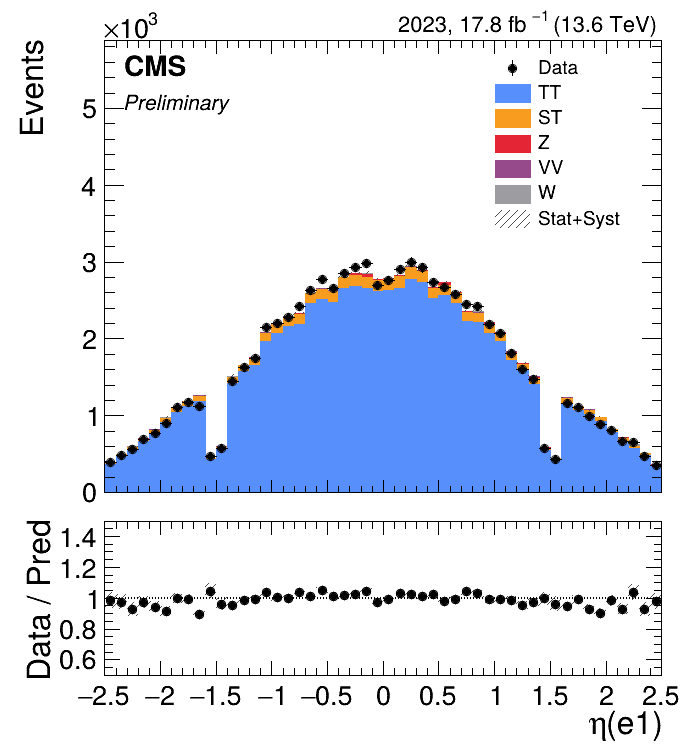 ×10³
2023, 17.8 fb⁻¹ (13.6 TeV)
Events
CMS
Preliminary
Data
TT
ST
Z
VV
W
Stat+Syst
5
4
3
2
1
0
Data / Pred
1.4
1.2
1
0.8
0.6
−2.5 −2 −1.5 −1 −0.5 0 0.5 1 1.5 2 2.5
η(e1)